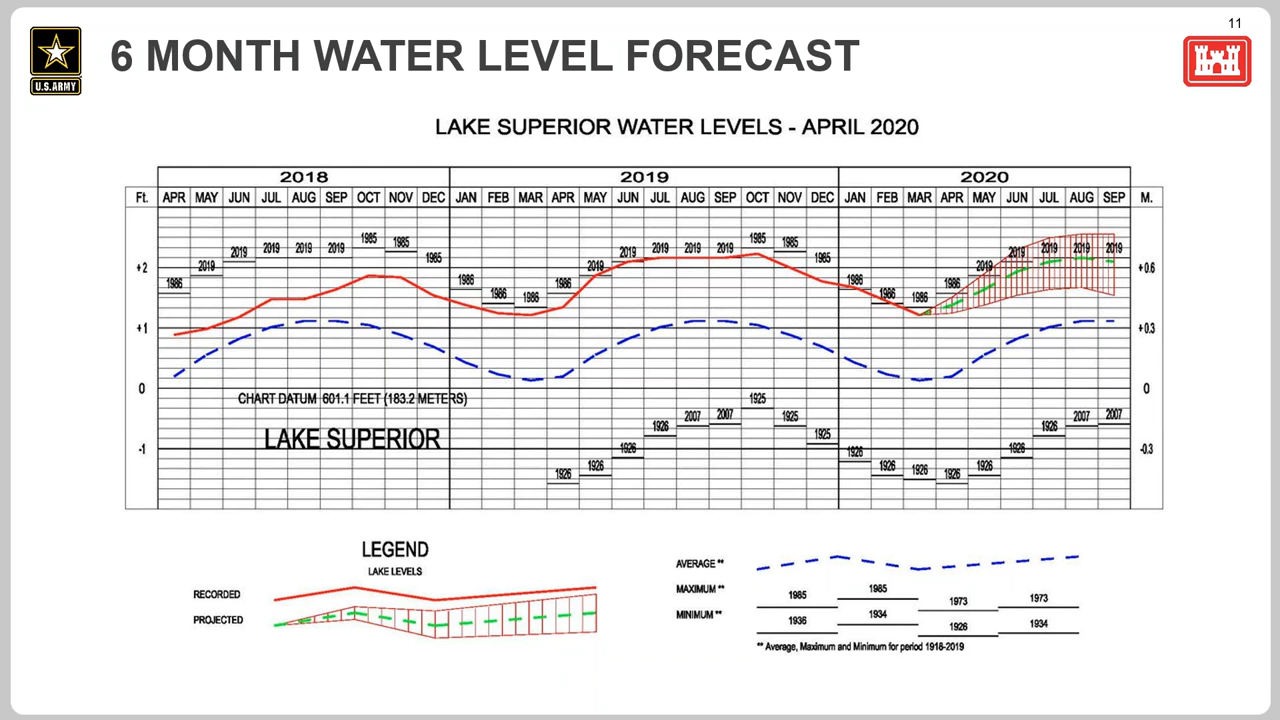 11
6 MONTH WATER LEVEL FORECAST
U.S.ARMY
LAKE SUPERIOR WATER LEVELS - APRIL 2020
2018 2019 2020
Ft. APR MAY JUN JUL AUG SEP OCT NOV DEC JAN FEB MAR APR MAY JUN JUL AUG SEP OCT NOV DEC JAN FEB MAR APR MAY JUN JUL AUG SEP M.
1986 2019 2019 2019 2019 2019 1985 1985 1985 1986 1986 1986 1986 2019 2019 2019 2019 2019 1985 1985 1985 1986 1986 1986 1986 2019 2019 2019 2019 2019
+2 +0.6
+1 +0.3
0 0
CHART DATUM 601.1 FEET (183.2 METERS)
LAKE SUPERIOR
-1 -0.3
1926 1926 1926 1926 2007 2007 1925 1925 1925 1926 1926 1926 1926 1926 1926 1926 2007 2007
LEGEND
LAKE LEVELS
RECORDED
PROJECTED
AVERAGE **
MAXIMUM ** 1985 1985 1973 1973
MINIMUM ** 1936 1934 1926 1934
** Average, Maximum and Minimum for period 1918-2019